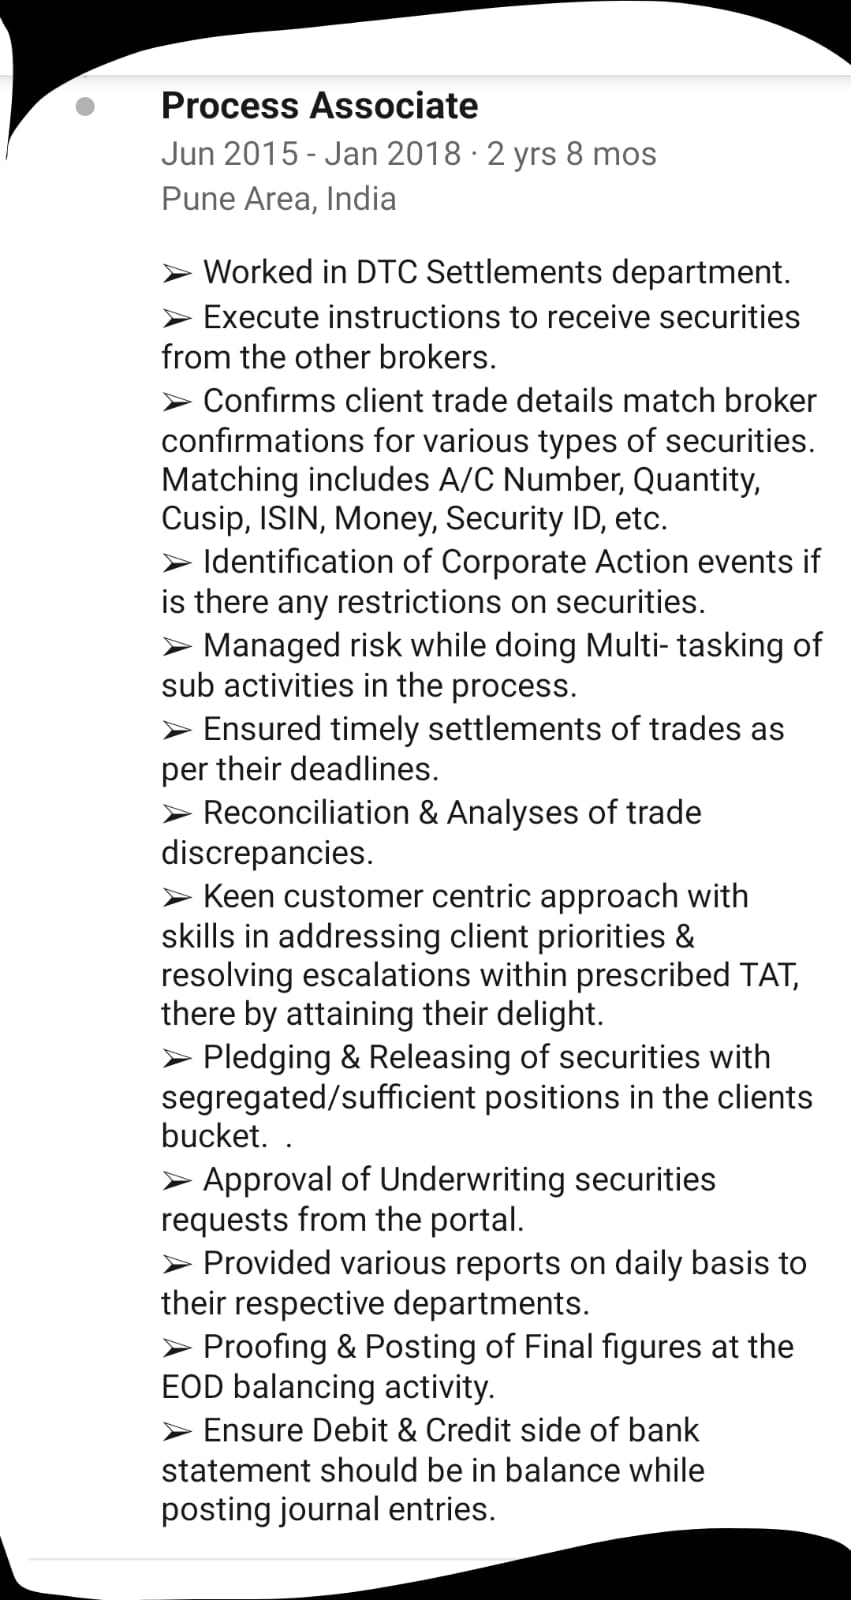 Process Associate
Jun 2015 - Jan 2018 · 2 yrs 8 mos
Pune Area, India
➢ Worked in DTC Settlements department.
➢ Execute instructions to receive securities
from the other brokers.
➢ Confirms client trade details match broker
confirmations for various types of securities.
Matching includes A/C Number, Quantity,
Cusip, ISIN, Money, Security ID, etc.
➢ Identification of Corporate Action events if
is there any restrictions on securities.
➢ Managed risk while doing Multi- tasking of
sub activities in the process.
➢ Ensured timely settlements of trades as
per their deadlines.
➢ Reconciliation & Analyses of trade
discrepancies.
➢ Keen customer centric approach with
skills in addressing client priorities &
resolving escalations within prescribed TAT,
there by attaining their delight.
➢ Pledging & Releasing of securities with
segregated/sufficient positions in the clients
bucket.  .
➢ Approval of Underwriting securities
requests from the portal.
➢ Provided various reports on daily basis to
their respective departments.
➢ Proofing & Posting of Final figures at the
EOD balancing activity.
➢ Ensure Debit & Credit side of bank
statement should be in balance while
posting journal entries.